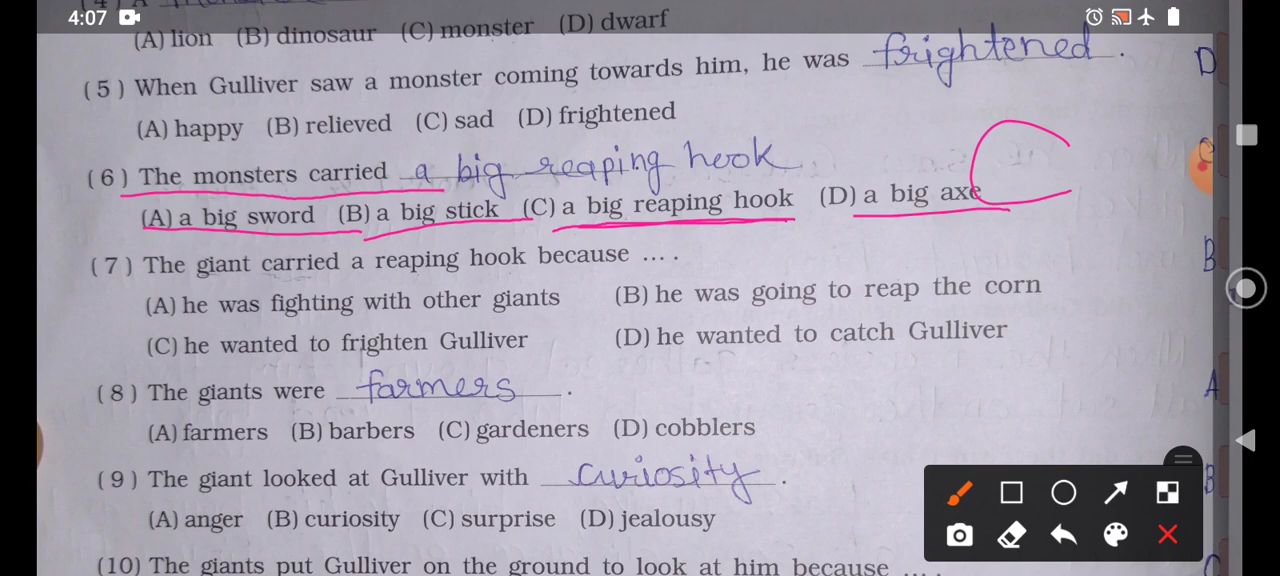 4:07
(A) lion (B) dinosaur (C) monster (D) dwarf
(5) When Gulliver saw a monster coming towards him, he was frightened. D
(A) happy (B) relieved (C) sad (D) frightened
(6) The monsters carried a big reaping hook C
(A) a big sword (B) a big stick (C) a big reaping hook (D) a big axe
(7) The giant carried a reaping hook because .... B
(A) he was fighting with other giants (B) he was going to reap the corn
(C) he wanted to frighten Gulliver (D) he wanted to catch Gulliver
(8) The giants were farmers. A
(A) farmers (B) barbers (C) gardeners (D) cobblers
(9) The giant looked at Gulliver with curiosity. B
(A) anger (B) curiosity (C) surprise (D) jealousy
(10) The giants put Gulliver on the ground to look at him because ....